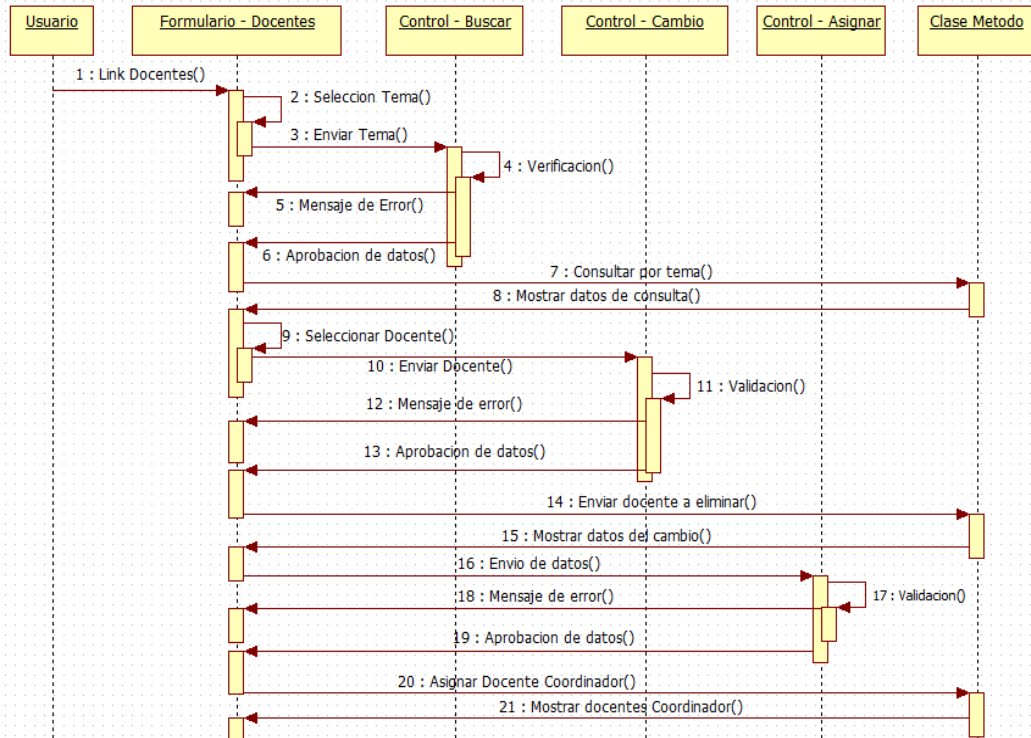 Usuario
Formulario - Docentes
Control - Buscar
Control - Cambio
Control - Asignar
Clase Metodo
1 : Link Docentes()
2 : Seleccion Tema()
3 : Enviar Tema()
4 : Verificacion()
5 : Mensaje de Error()
6 : Aprobacion de datos()
7 : Consultar por tema()
8 : Mostrar datos de consulta()
9 : Seleccionar Docente()
10 : Enviar Docente()
11 : Validacion()
12 : Mensaje de error()
13 : Aprobacion de datos()
14 : Enviar docente a eliminar()
15 : Mostrar datos del cambio()
16 : Envio de datos()
17 : Validacion()
18 : Mensaje de error()
19 : Aprobacion de datos()
20 : Asignar Docente Coordinador()
21 : Mostrar docentes Coordinador()